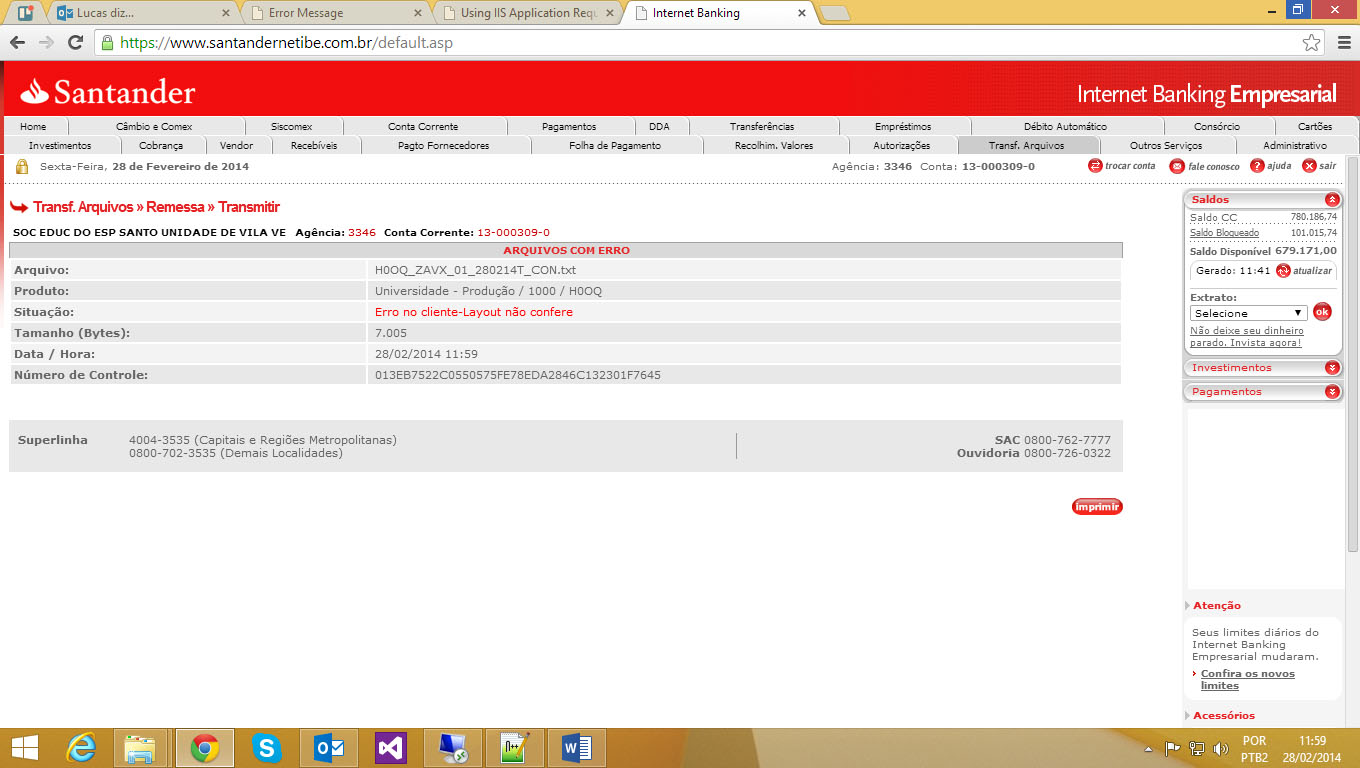 Lucas diz...
Error Message
Using IIS Application Requ
Internet Banking
https://www.santandernetibe.com.br/default.asp
Santander
Internet Banking Empresarial
Home
Câmbio e Comex
Siscomex
Conta Corrente
Pagamentos
DDA
Transferências
Empréstimos
Débito Automático
Consórcio
Cartões
Investimentos
Cobrança
Vendor
Recebíveis
Pagto Fornecedores
Folha de Pagamento
Recolhim. Valores
Autorizações
Transf. Arquivos
Outros Serviços
Administrativo
Sexta-Feira, 28 de Fevereiro de 2014
Agência: 3346 Conta: 13-000309-0
trocar conta
fale conosco
ajuda
sair
Transf. Arquivos » Remessa » Transmitir
SOC EDUC DO ESP SANTO UNIDADE DE VILA VE Agência: 3346 Conta Corrente: 13-000309-0
ARQUIVOS COM ERRO
Arquivo: H0OQ_ZAVX_01_280214T_CON.txt
Produto: Universidade - Produção / 1000 / H0OQ
Situação: Erro no cliente-Layout não confere
Tamanho (Bytes): 7.005
Data / Hora: 28/02/2014 11:59
Número de Controle: 013EB7522C0550575FE78EDA2846C132301F7645
Superlinha 4004-3535 (Capitais e Regiões Metropolitanas)
0800-702-3535 (Demais Localidades)
SAC 0800-762-7777
Ouvidoria 0800-726-0322
imprimir
Saldos
Saldo CC 780.186,74
Saldo Bloqueado 101.015,74
Saldo Disponível 679.171,00
Gerado: 11:41 atualizar
Extrato:
Selecione ok
Não deixe seu dinheiro
parado. Invista agora!
Investimentos
Pagamentos
Atenção
Seus limites diários do
Internet Banking
Empresarial mudaram.
Confira os novos
limites
Acessórios
POR
PTB2
11:59
28/02/2014